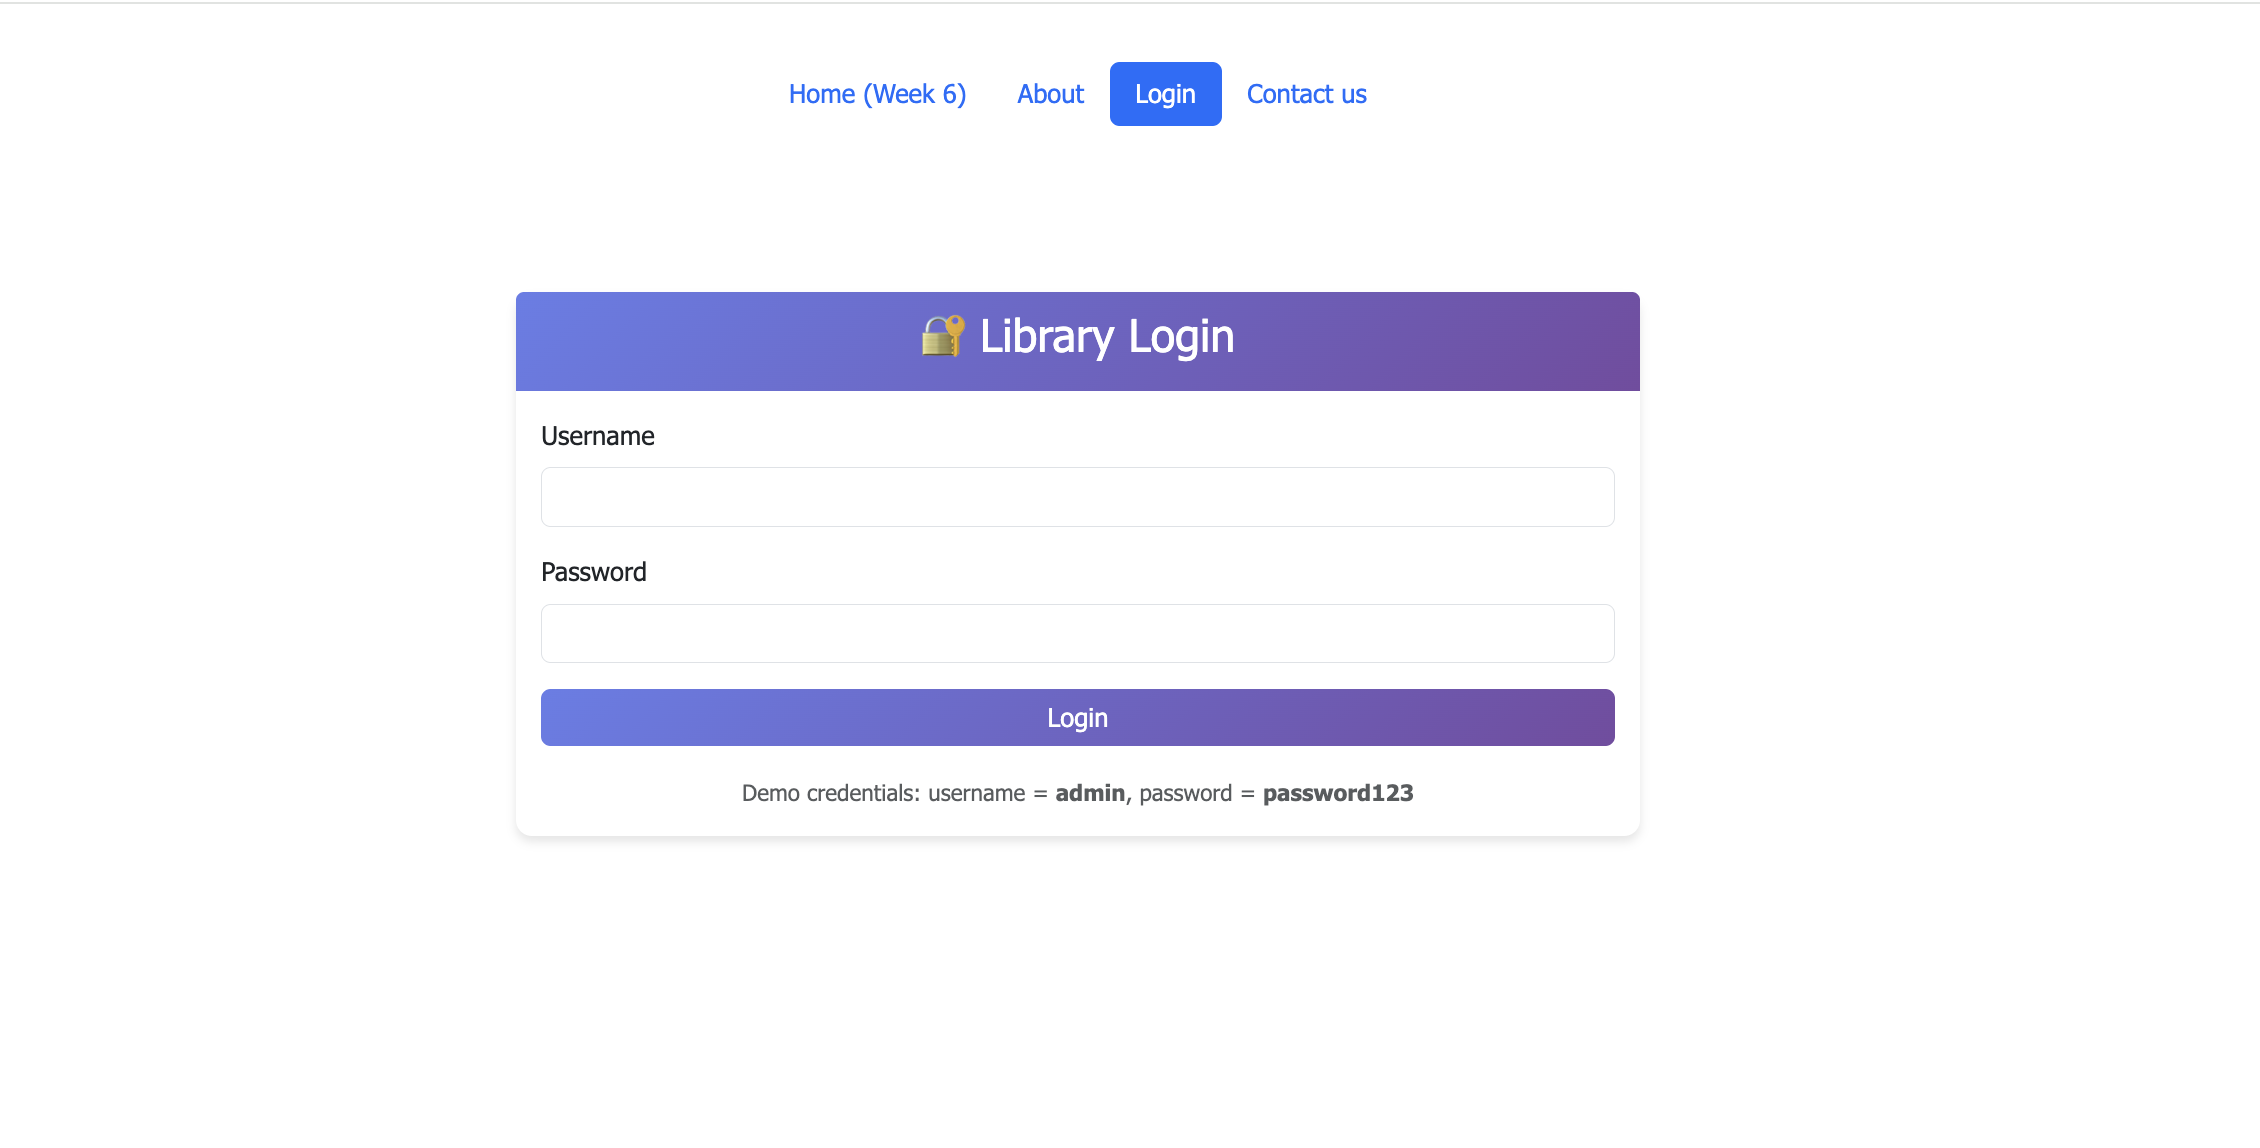 Home (Week 6) About Login Contact us
🔐 Library Login
Username
Password
Login
Demo credentials: username = admin, password = password123